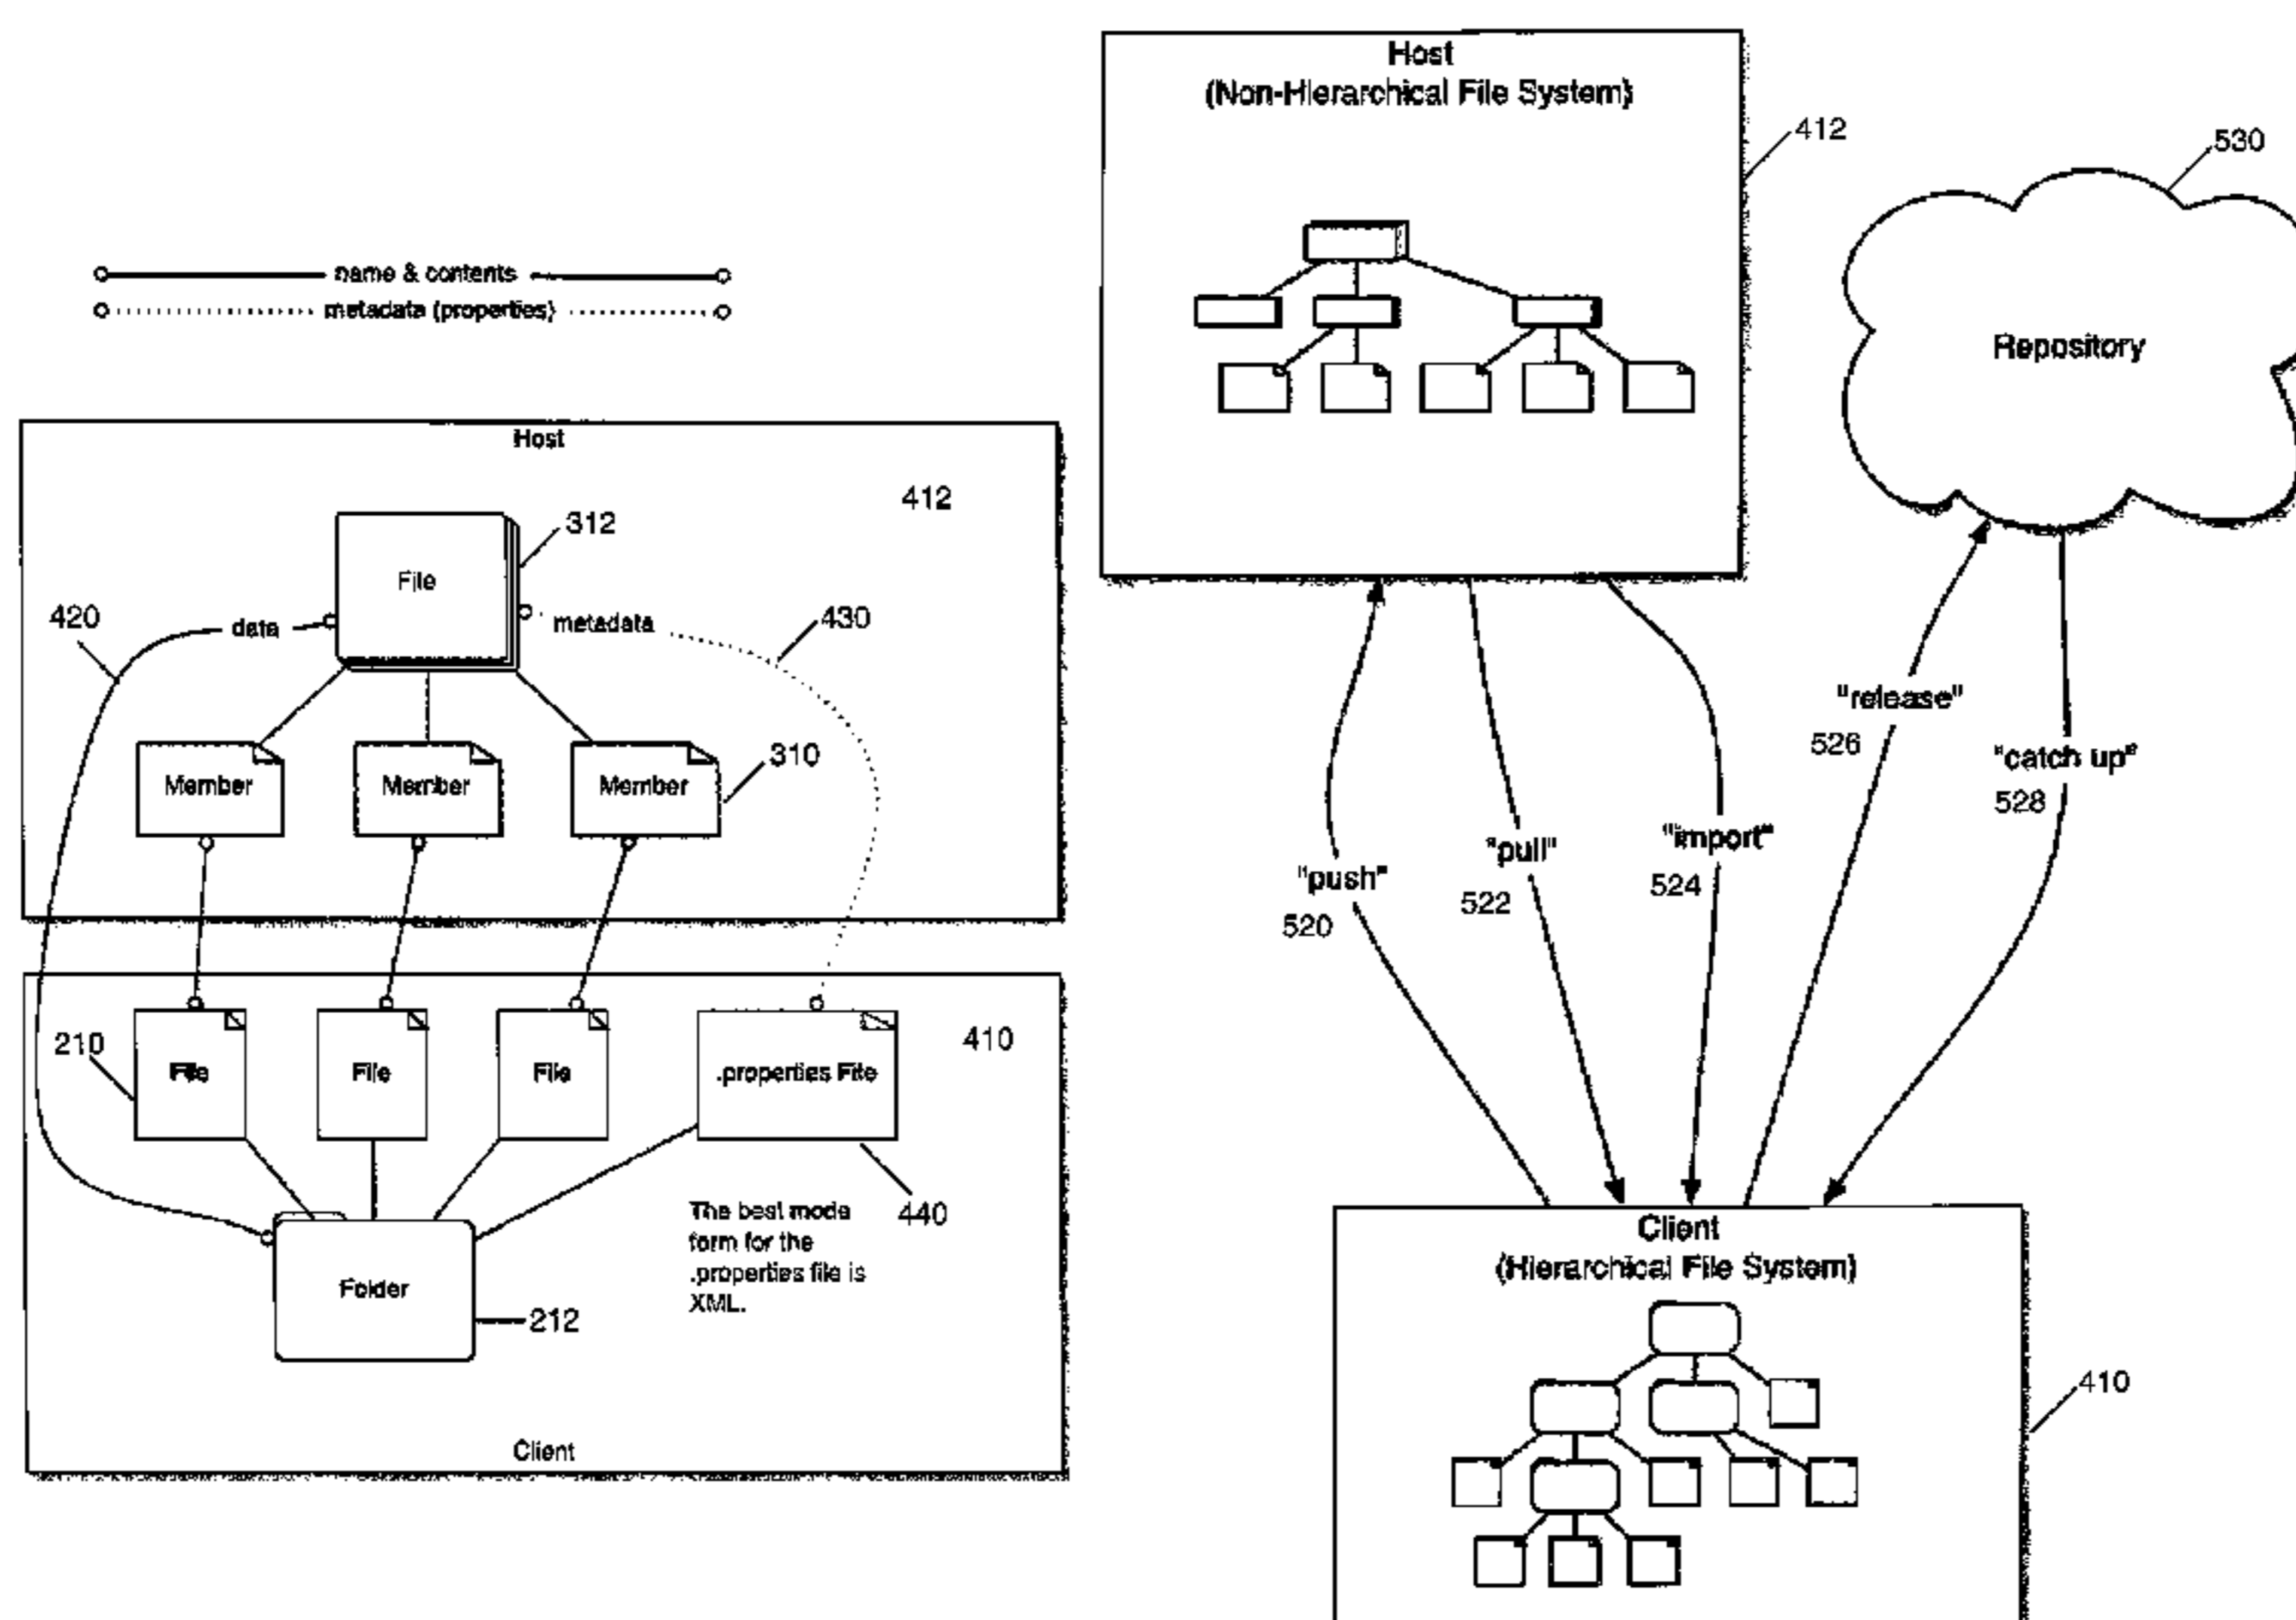 name & contents
metadata (properties)
Host
412
312
File
420
data
metadata
430
Member
Member
Member
310
210
File
File
File
.properties File
410
440
The best mode
form for the
.properties file is
XML.
Folder
212
Client
Host
(Non-Hierarchical File System)
412
530
Repository
"release"
526
"catch up"
528
"import"
524
"pull"
522
"push"
520
Client
(Hierarchical File System)
410